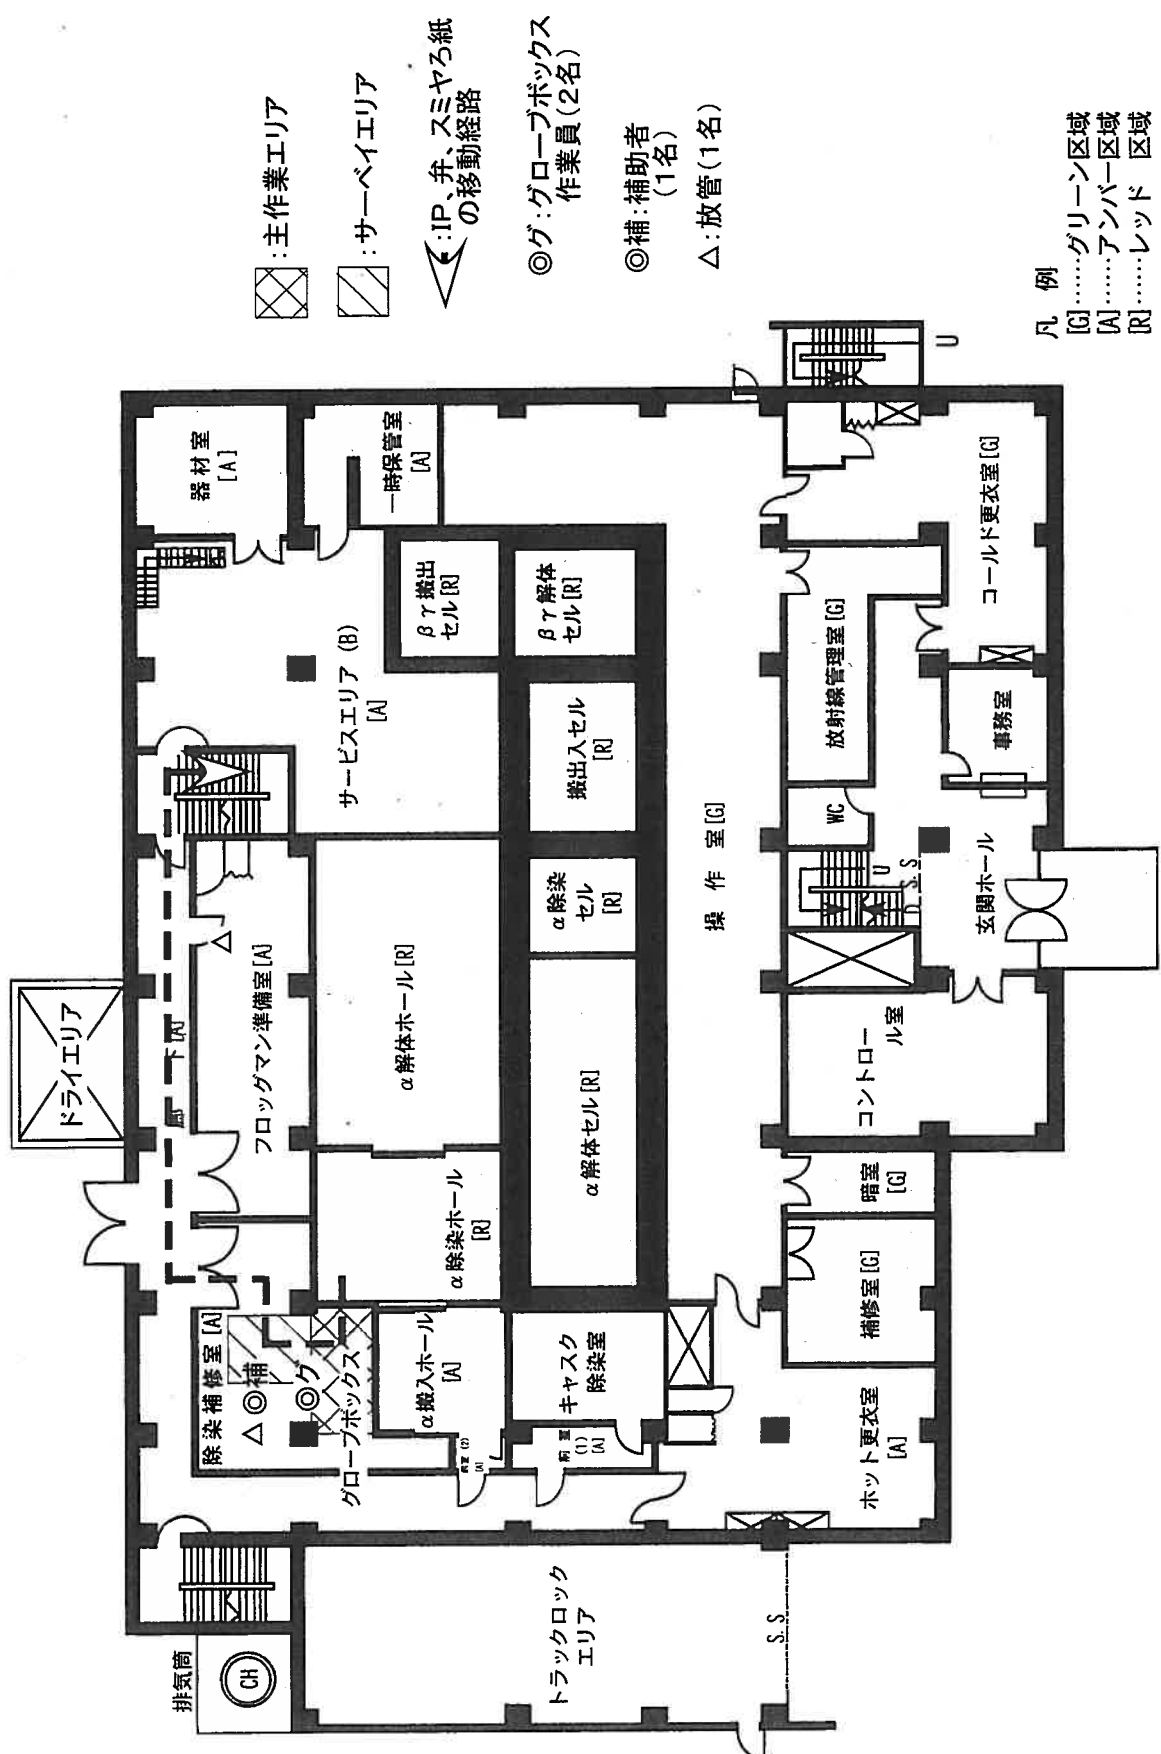 :主作業エリア
:サーベイエリア
:IP、弁、スミヤろ紙
の移動経路
◎グ:グローブボックス
作業員(2名)
◎補:補助者
(1名)
△:放管(1名)
凡 例
[G]……グリーン区域
[A]……アンバー区域
[R]……レッド 区域
器材室
[A]
一時保管室
[A]
サービスエリア (B)
[A]
βγ搬出
セル[R]
βγ解体
セル[R]
搬出入セル
[R]
α除染
セル
[R]
α解体セル[R]
α解体ホール[R]
α除染ホール
[R]
フロッグマン準備室[A]
△
廊 下[A]
ドライエリア
除染補修室[A]
△
◎補
◎グ
グローブボックス
α搬入ホール
[A]
キャスク
除染室
前室(2)
[A]
前室
(1)
[A]
操 作 室[G]
コールド更衣室[G]
放射線管理室[G]
事務室
WC
U
U
D
S.S
玄関ホール
コントロー
ル室
暗室
[G]
補修室[G]
ホット更衣室
[A]
トラックロック
エリア
S.S
排気筒
CH